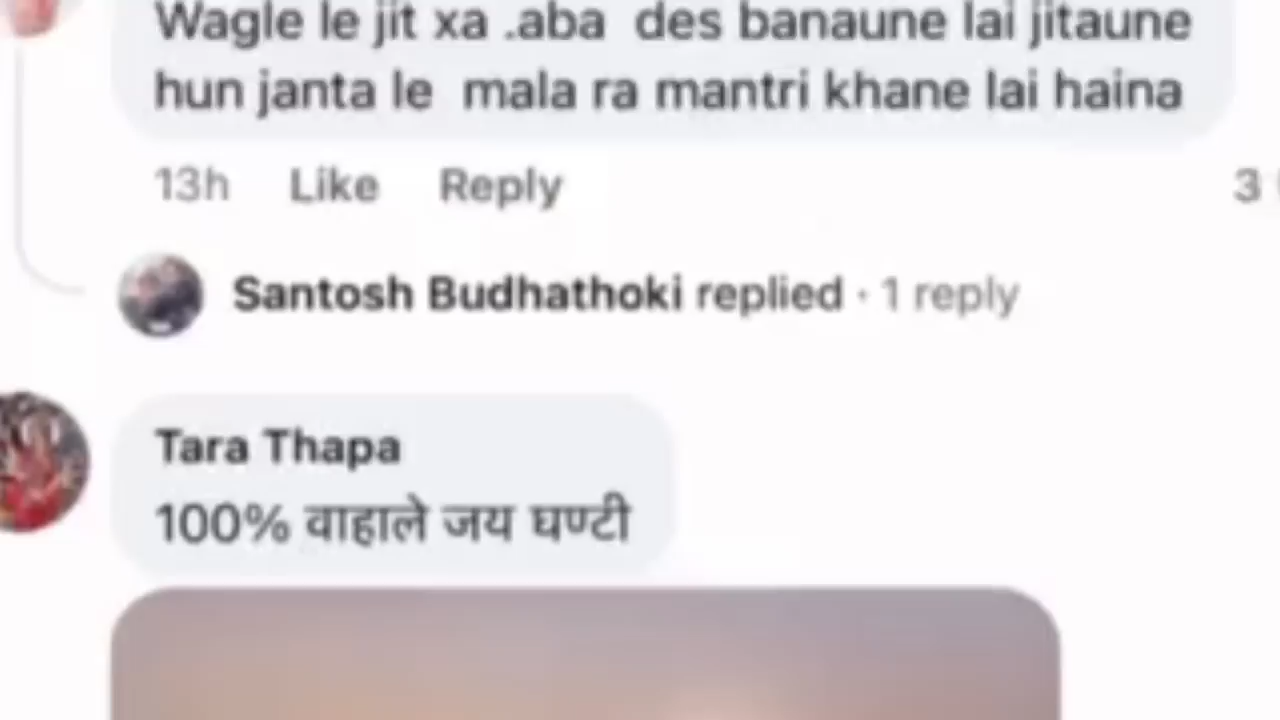 Wagle le jit xa .aba des banaune lai jitaune
hun janta le mala ra mantri khane lai haina
13h Like Reply 3
Santosh Budhathoki replied · 1 reply
Tara Thapa
100% वाहाले जय घण्टी